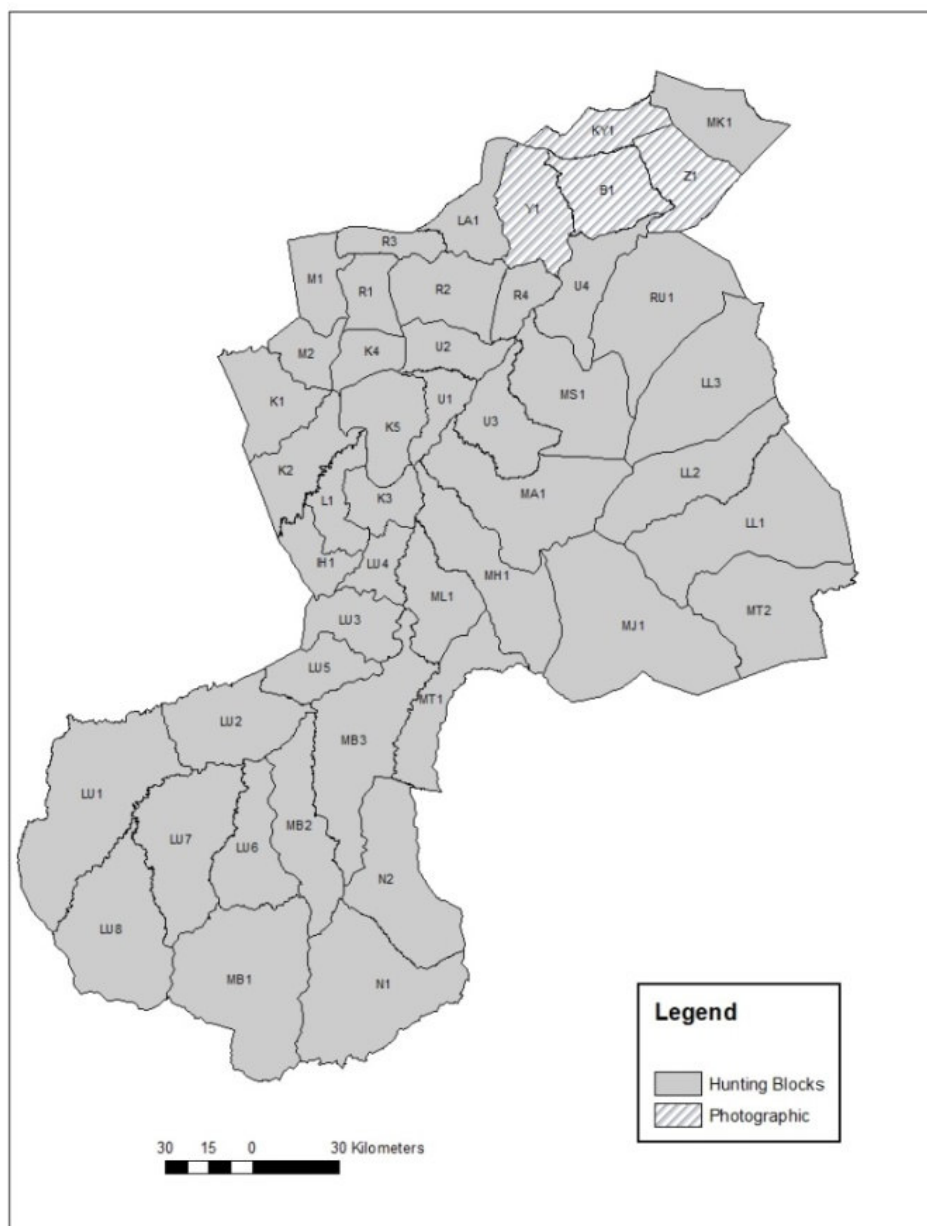 MK1
KY1
Z1
B1
Y1
LA1
R3
M1
R1
R2
R4
U4
RU1
M2
K4
U2
K1
K5
U1
U3
MS1
LL3
K2
L1
K3
MA1
LL2
LL1
IH1
LU4
MH1
ML1
MT2
LU3
MJ1
LU5
MT1
LU2
MB3
LU1
LU7
LU6
MB2
N2
LU8
MB1
N1
Legend
Hunting Blocks
Photographic
30 15 0 30 Kilometers